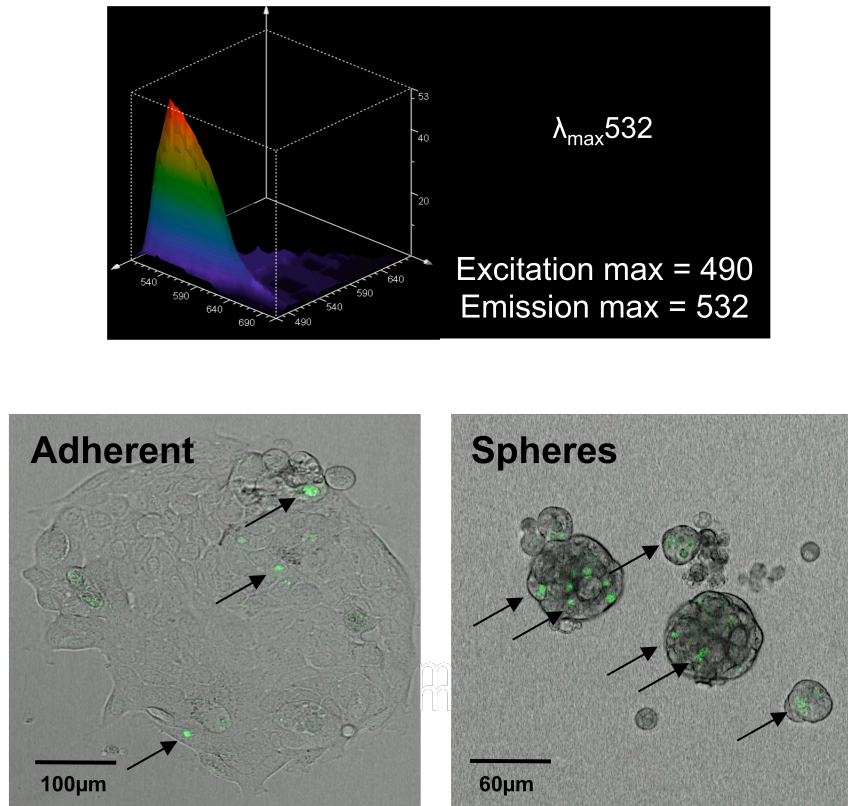 53
40
20
540
590
640
690
490
540
590
640
λmax532
Excitation max = 490
Emission max = 532
Adherent
Spheres
100µm
60µm